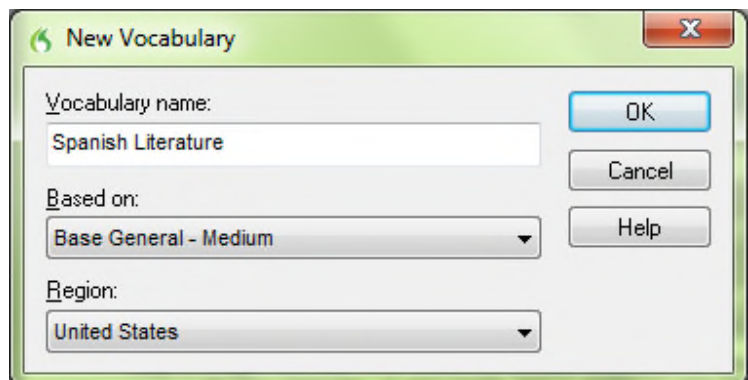 New Vocabulary
Vocabulary name:
Spanish Literature
OK
Cancel
Based on:
Base General - Medium
Help
Region:
United States